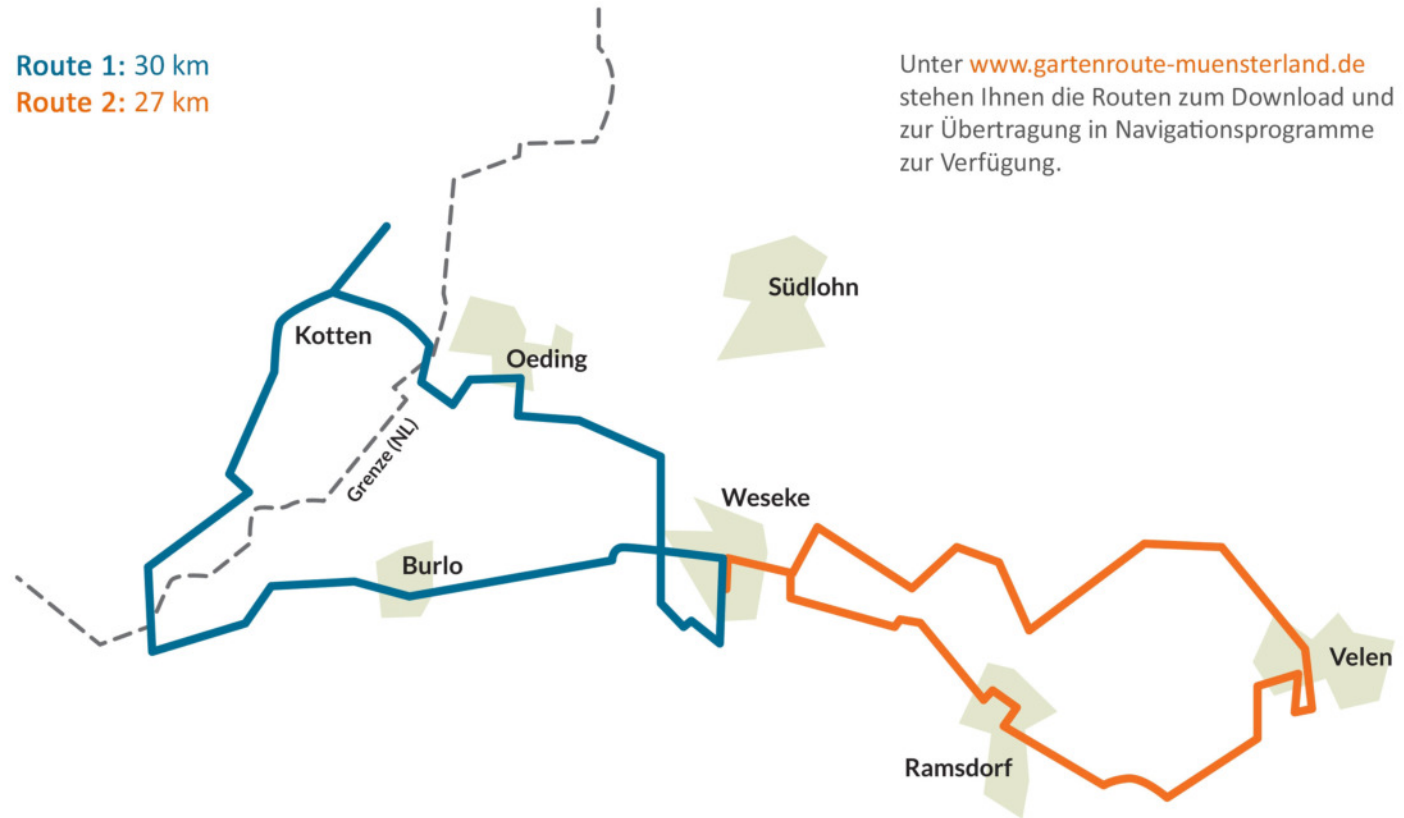 Route 1: 30 km
Route 2: 27 km
Unter www.gartenroute-muensterland.de
stehen Ihnen die Routen zum Download und
zur Übertragung in Navigationsprogramme
zur Verfügung.
Südlohn
Kotten
Oeding
Grenze (NL)
Weseke
Burlo
Velen
Ramsdorf